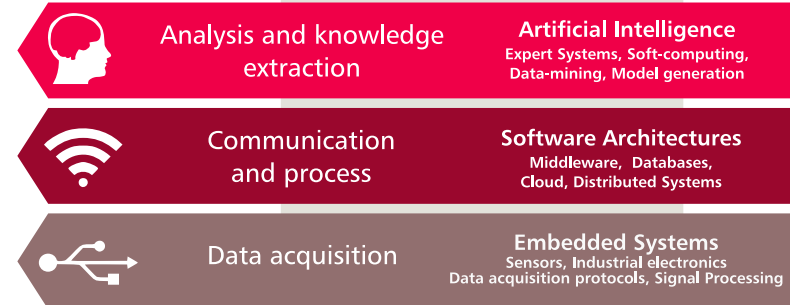 Analysis and knowledge
extraction
Artificial Intelligence
Expert Systems, Soft-computing,
Data-mining, Model generation
Communication
and process
Software Architectures
Middleware, Databases,
Cloud, Distributed Systems
Data acquisition
Embedded Systems
Sensors, Industrial electronics
Data acquisition protocols, Signal Processing